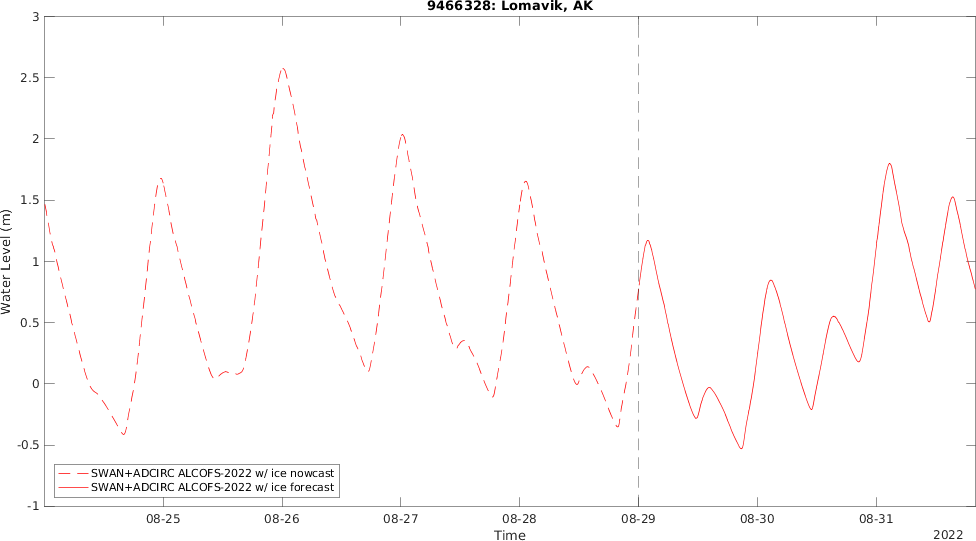 9466328: Lomavik, AK
3
2.5
2
1.5
1
0.5
0
-0.5
-1
Water Level (m)
SWAN+ADCIRC ALCOFS-2022 w/ ice nowcast
SWAN+ADCIRC ALCOFS-2022 w/ ice forecast
08-25 08-26 08-27 08-28 08-29 08-30 08-31
Time
2022